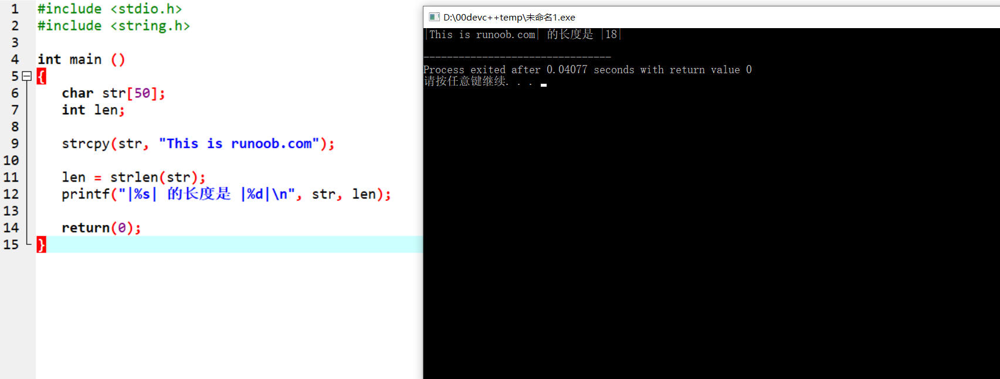 1 #include <stdio.h>
2 #include <string.h>
3
4 int main ()
5 {
6 char str[50];
7 int len;
8
9 strcpy(str, "This is runoob.com");
10
11 len = strlen(str);
12 printf("|%s| 的长度是 |%d|\n", str, len);
13
14 return(0);
15 }
D:\00devc++temp\未命名1.exe
|This is runoob.com| 的长度是 |18|
--------------------------------
Process exited after 0.04077 seconds with return value 0
请按任意键继续. . .